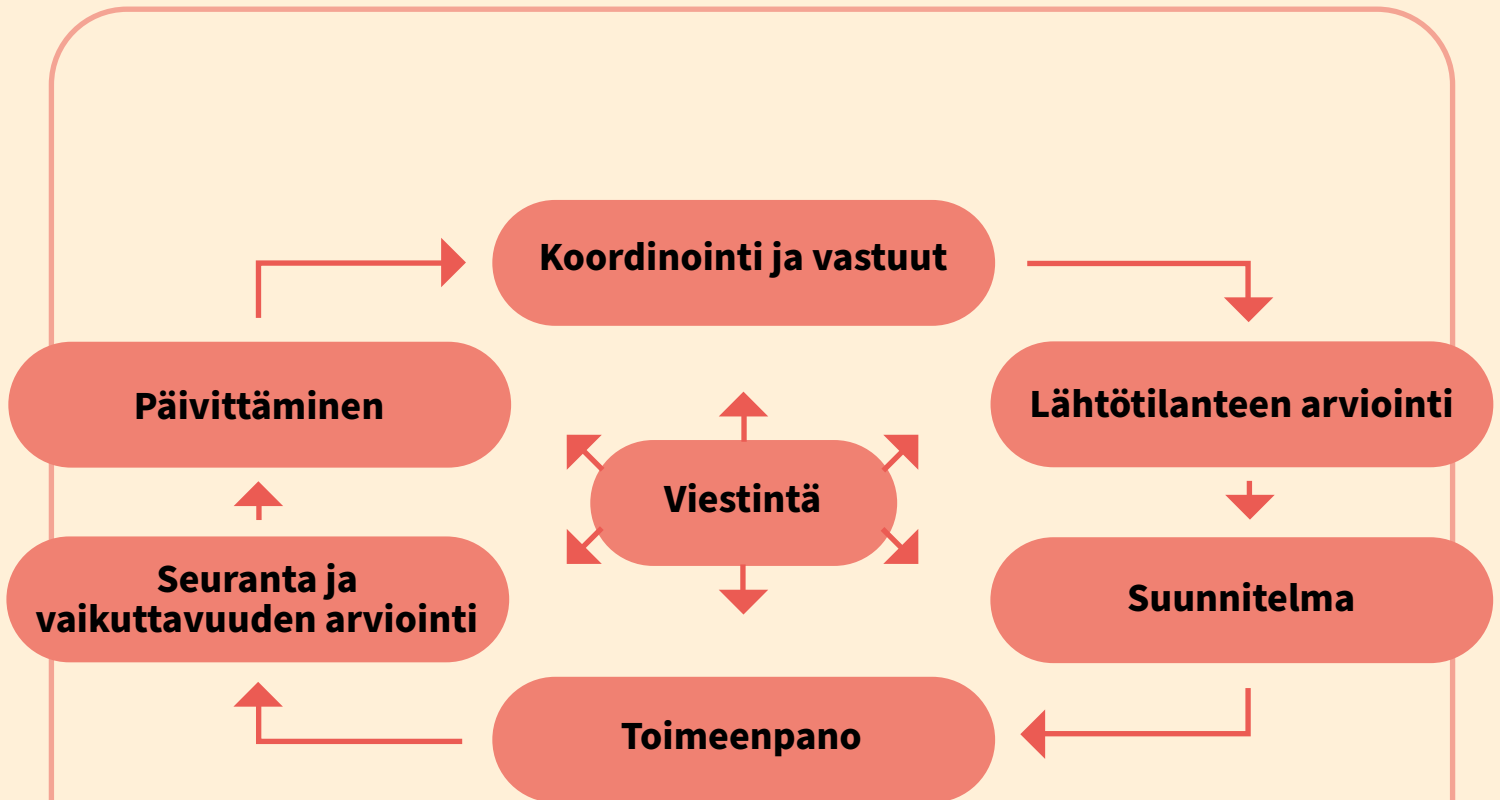 Koordinointi ja vastuut
Päivittäminen
Lähtötilanteen arviointi
Viestintä
Seuranta ja
vaikuttavuuden arviointi
Suunnitelma
Toimeenpano